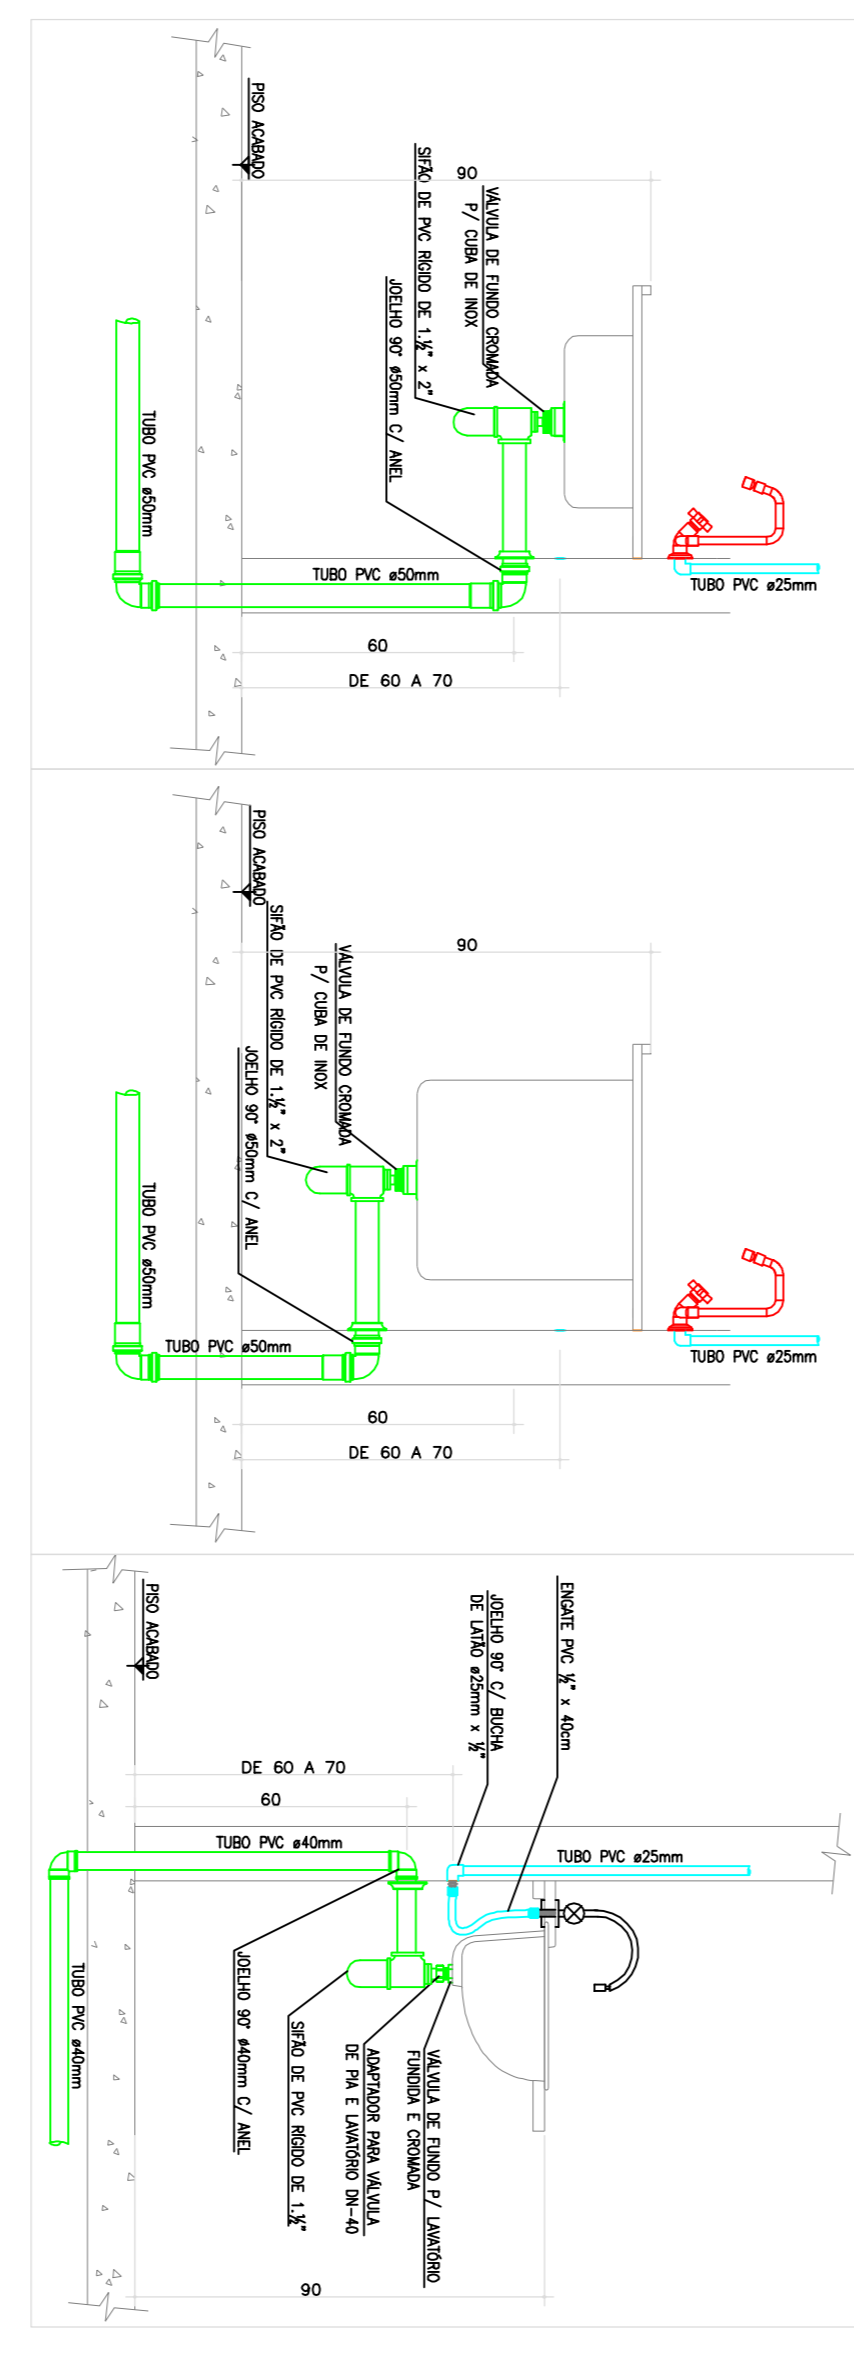 PISO ACABADO
90
SIFÃO DE PVC RÍGIDO DE 1.½" x 2"
VÁLVULA DE FUNDO CROMADA
P/ CUBA DE INOX
JOELHO 90° ø50mm C/ ANEL
TUBO PVC ø50mm
TUBO PVC ø50mm
TUBO PVC ø25mm
60
DE 60 A 70
PISO ACABADO
SIFÃO DE PVC RÍGIDO DE 1.½" x 2"
90
VÁLVULA DE FUNDO CROMADA
P/ CUBA DE INOX
JOELHO 90° ø50mm C/ ANEL
TUBO PVC ø50mm
TUBO PVC ø50mm
TUBO PVC ø25mm
60
DE 60 A 70
PISO ACABADO
ENGATE PVC ½" x 40cm
JOELHO 90° C/ BUCHA
DE LATÃO ø25mm x ½"
DE 60 A 70
60
TUBO PVC ø40mm
TUBO PVC ø25mm
TUBO PVC ø40mm
JOELHO 90° ø40mm C/ ANEL
SIFÃO DE PVC RÍGIDO DE 1.½"
ADAPTADOR PARA VÁLVULA
DE PIA E LAVATÓRIO DN-40
VÁLVULA DE FUNDO P/ LAVATÓRIO
FUNDIDA E CROMADA
90